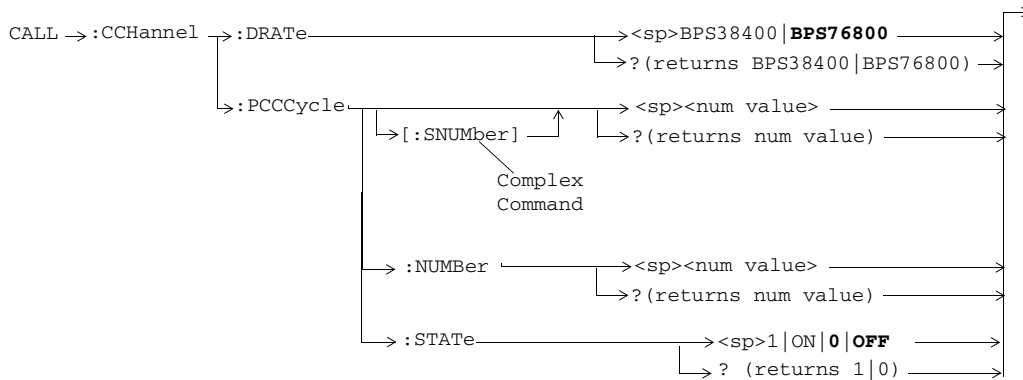 CALL :CCHannel :DRATe <sp>BPS38400|BPS76800
?(returns BPS38400|BPS76800)
:PCCCycle <sp><num value>
[:SNUMber] ?(returns num value)
Complex
Command
:NUMBer <sp><num value>
?(returns num value)
:STATe <sp>1|ON|0|OFF
? (returns 1|0)